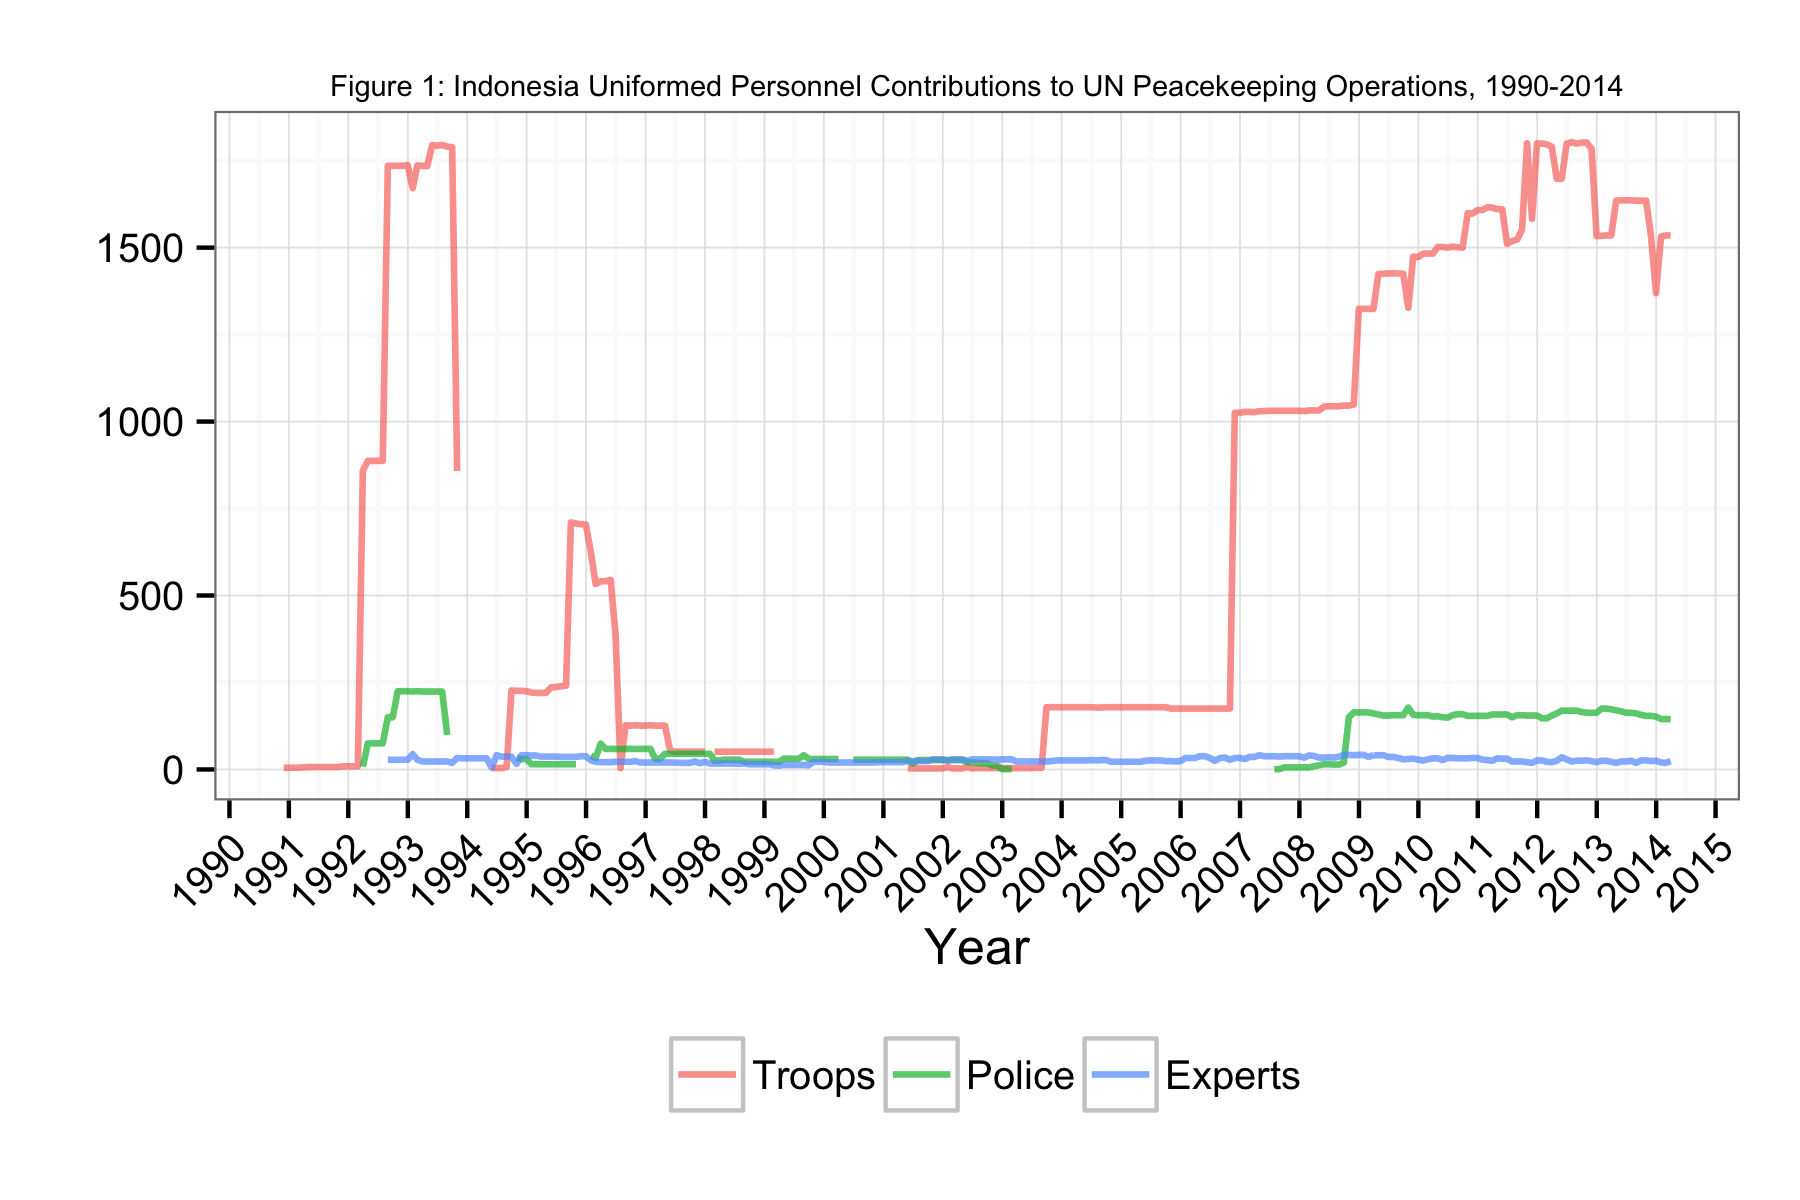 Figure 1: Indonesia Uniformed Personnel Contributions to UN Peacekeeping Operations, 1990-2014
1500
1000
500
0
1990 1991 1992 1993 1994 1995 1996 1997 1998 1999 2000 2001 2002 2003 2004 2005 2006 2007 2008 2009 2010 2011 2012 2013 2014 2015
Year
Troops Police Experts